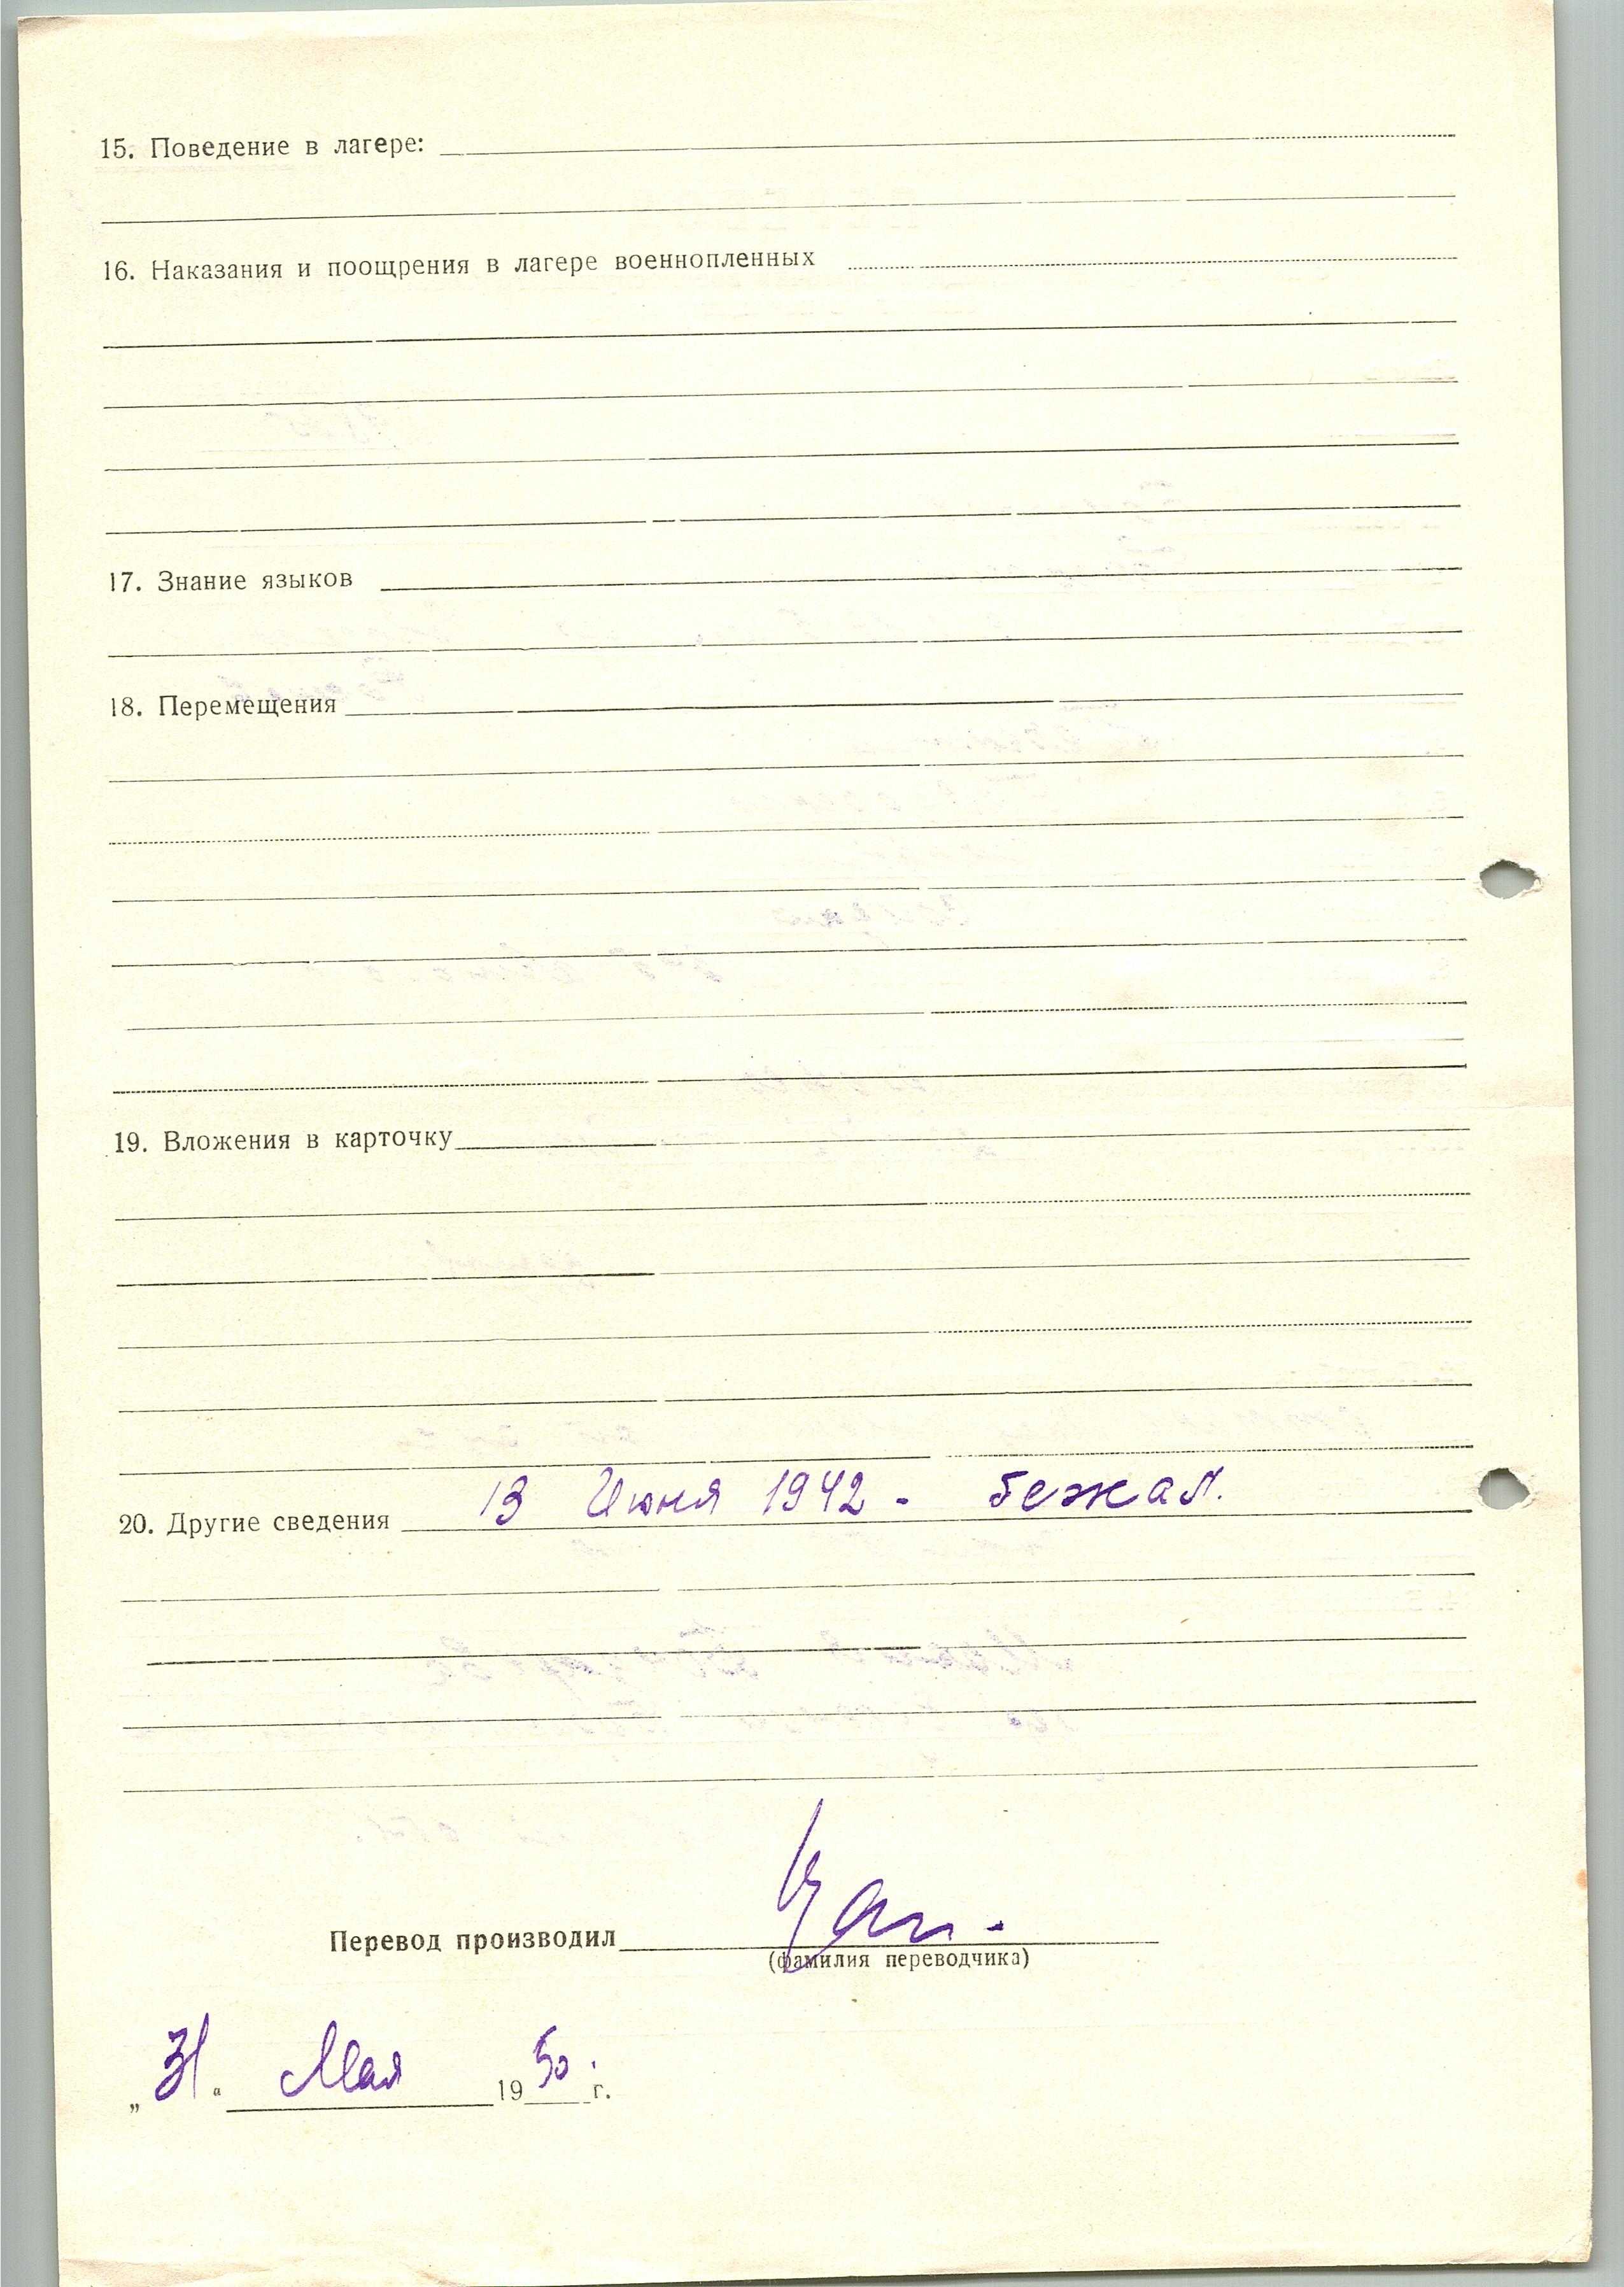 15. Поведение в лагере:
16. Наказания и поощрения в лагере военнопленных
17. Знание языков
18. Перемещения
19. Вложения в карточку
20. Другие сведения 13 Июня 1942 - бежал.
Перевод производил
(фамилия переводчика)
„31“ Мая 1950 г.